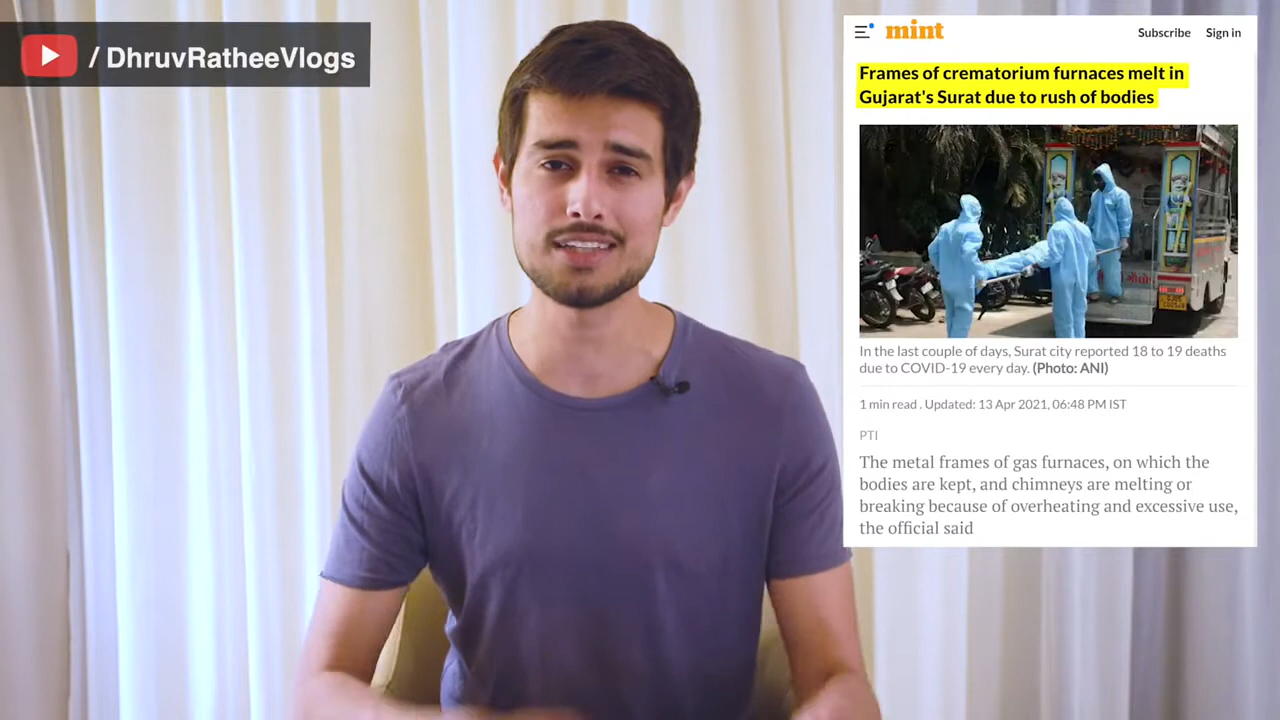 / DhruvRatheeVlogs
mint
Subscribe Sign in
Frames of crematorium furnaces melt in
Gujarat's Surat due to rush of bodies
In the last couple of days, Surat city reported 18 to 19 deaths
due to COVID-19 every day. (Photo: ANI)
1 min read . Updated: 13 Apr 2021, 06:48 PM IST
PTI
The metal frames of gas furnaces, on which the
bodies are kept, and chimneys are melting or
breaking because of overheating and excessive use,
the official said